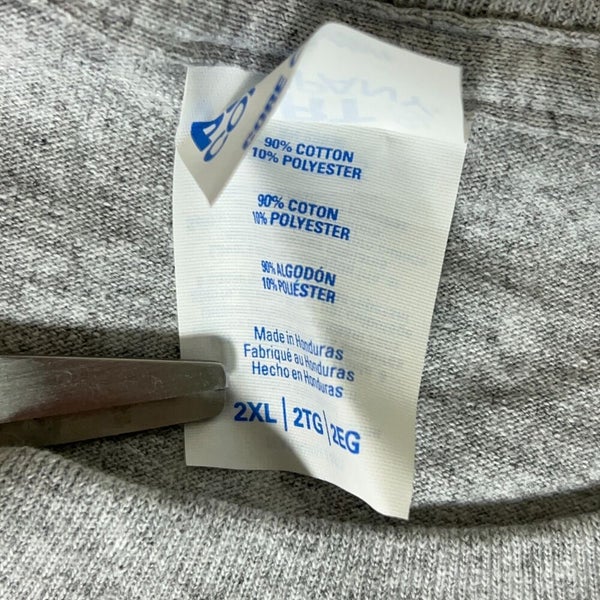 CORE
90% COTTON
10% POLYESTER
90% COTON
10% POLYESTER
90% ALGODÓN
10% POLIÉSTER
Made in Honduras
Fabriqué au Honduras
Hecho en Honduras
2XL | 2TG | 2EG